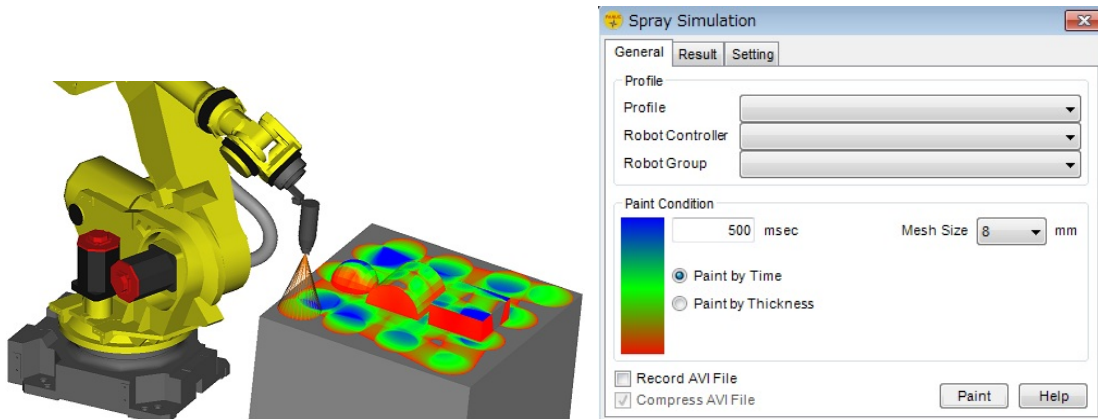 Spray Simulation
General Result Setting
Profile
Profile
Robot Controller
Robot Group
Paint Condition
500 msec Mesh Size 8 mm
Paint by Time
Paint by Thickness
Record AVI File
Compress AVI File
Paint Help